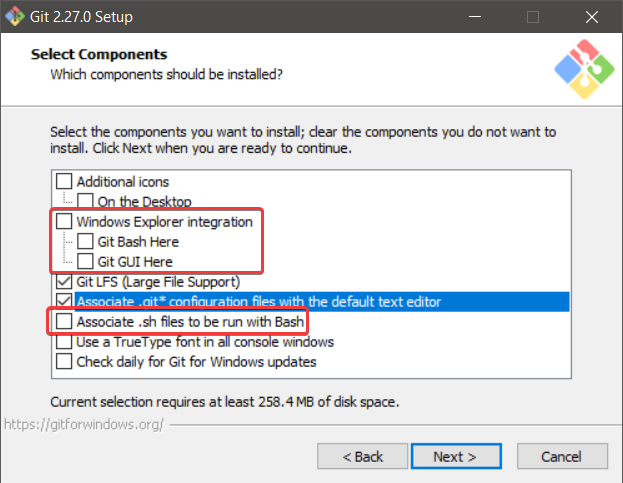 Git 2.27.0 Setup
Select Components
Which components should be installed?
Select the components you want to install; clear the components you do not want to
install. Click Next when you are ready to continue.
Additional icons
On the Desktop
Windows Explorer integration
Git Bash Here
Git GUI Here
Git LFS (Large File Support)
Associate .git* configuration files with the default text editor
Associate .sh files to be run with Bash
Use a TrueType font in all console windows
Check daily for Git for Windows updates
Current selection requires at least 258.4 MB of disk space.
https://gitforwindows.org/
< Back
Next >
Cancel